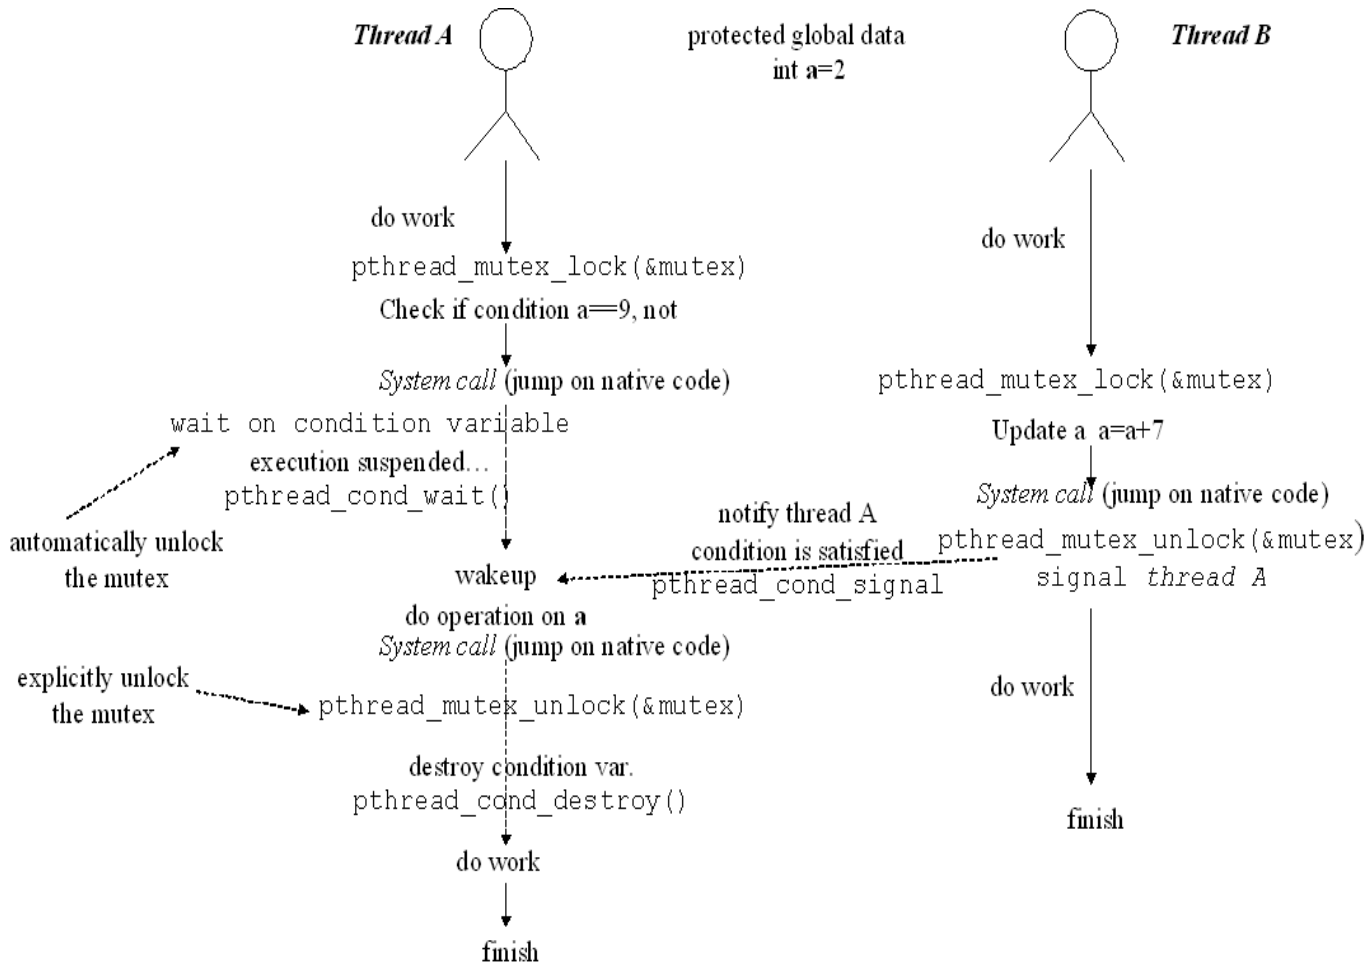 Thread A
protected global data
int a=2
Thread B
do work
pthread_mutex_lock(&mutex)
Check if condition a==9, not
System call (jump on native code)
wait on condition variable
execution suspended...
pthread_cond_wait()
automatically unlock
the mutex
wakeup
do operation on a
System call (jump on native code)
explicitly unlock
the mutex
pthread_mutex_unlock(&mutex)
destroy condition var.
pthread_cond_destroy()
do work
finish
notify thread A
condition is satisfied
pthread_cond_signal
do work
pthread_mutex_lock(&mutex)
Update a a=a+7
System call (jump on native code)
pthread_mutex_unlock(&mutex)
signal thread A
do work
finish